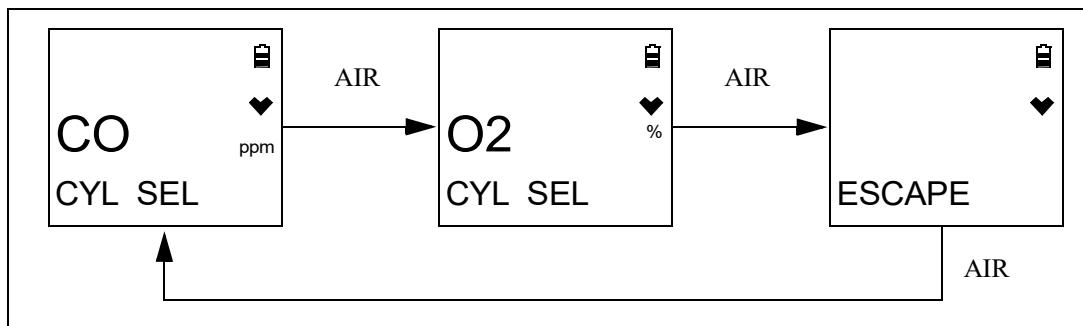 AIR
AIR
CO
ppm
O2
%
CYL SEL
CYL SEL
ESCAPE
AIR